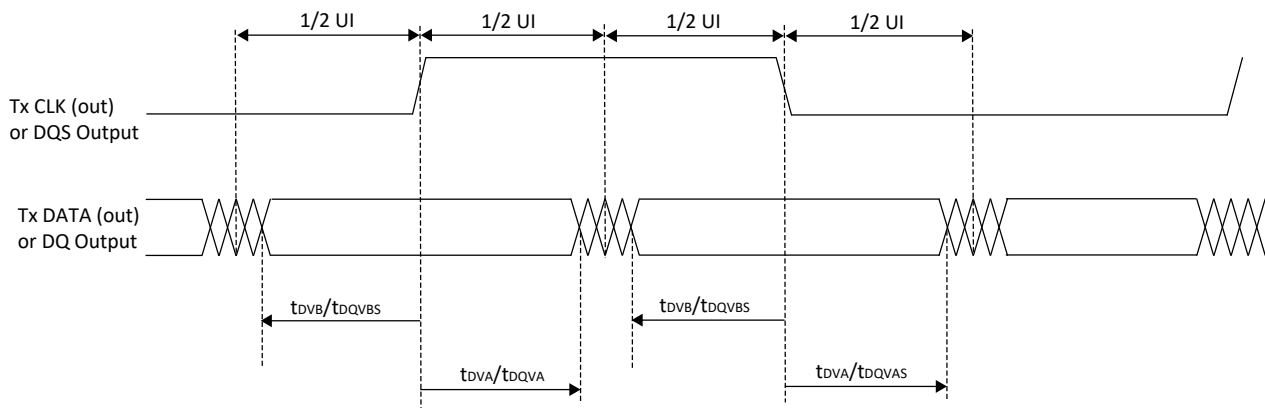 1/2 UI
1/2 UI
1/2 UI
1/2 UI
Tx CLK (out)
or DQS Output
Tx DATA (out)
or DQ Output
tDVB/tDQVBS
tDVB/tDQVBS
tDVA/tDQVA
tDVA/tDQVAS